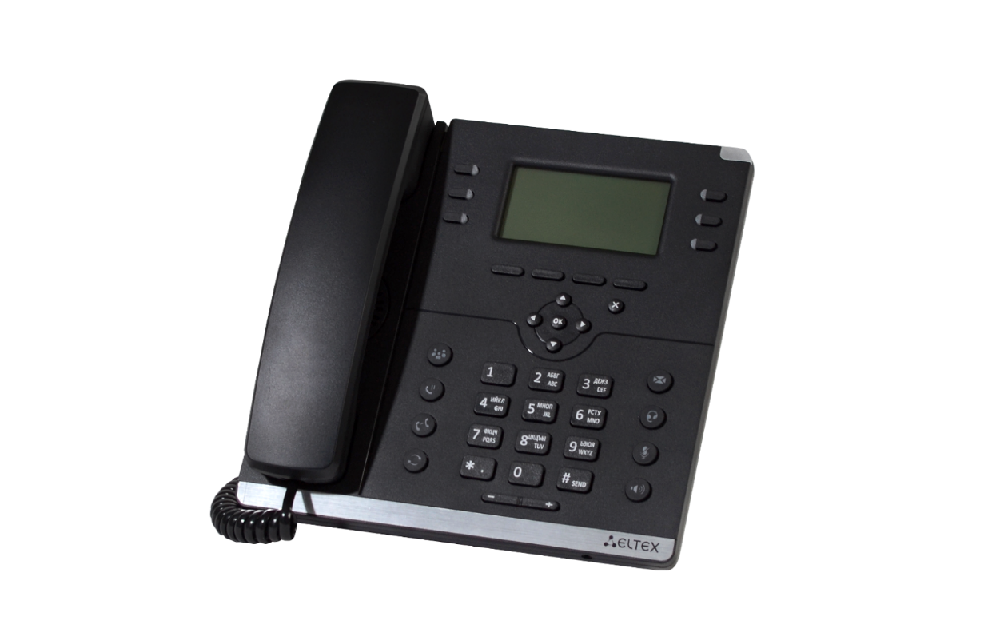 OK
1
2 АБВГ ABC
3 ДЕЖЗ DEF
4 ИЙКЛ GHI
5 МНОП JKL
6 РСТУ MNO
7 ФХЦЧ PQRS
8 ШЩЪЫ TUV
9 ЬЭЮЯ WXYZ
* .
0
# SEND
− +
ELTEX